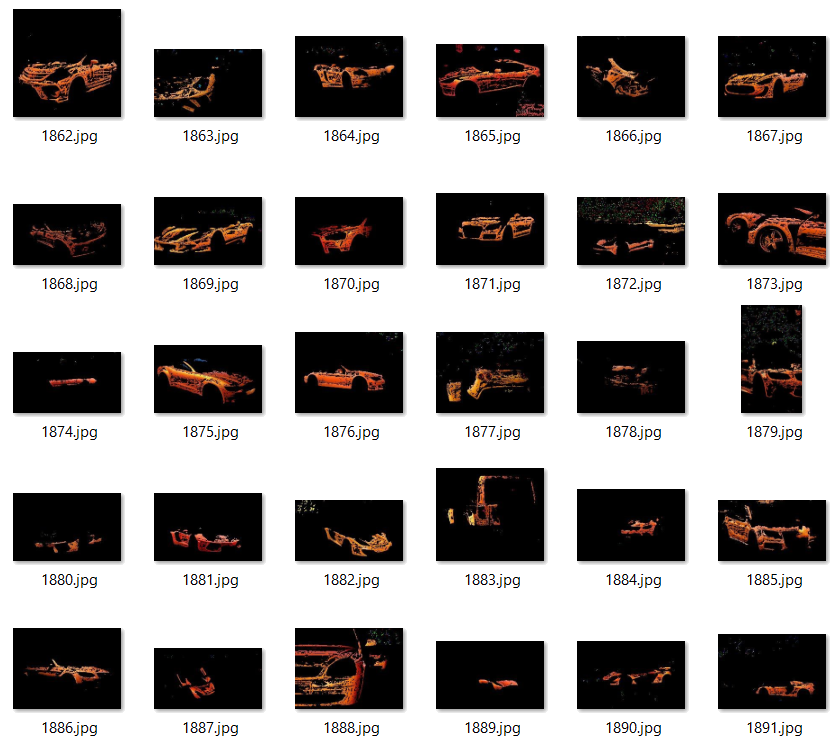 1862.jpg 1863.jpg 1864.jpg 1865.jpg 1866.jpg 1867.jpg
1868.jpg 1869.jpg 1870.jpg 1871.jpg 1872.jpg 1873.jpg
1874.jpg 1875.jpg 1876.jpg 1877.jpg 1878.jpg 1879.jpg
1880.jpg 1881.jpg 1882.jpg 1883.jpg 1884.jpg 1885.jpg
1886.jpg 1887.jpg 1888.jpg 1889.jpg 1890.jpg 1891.jpg